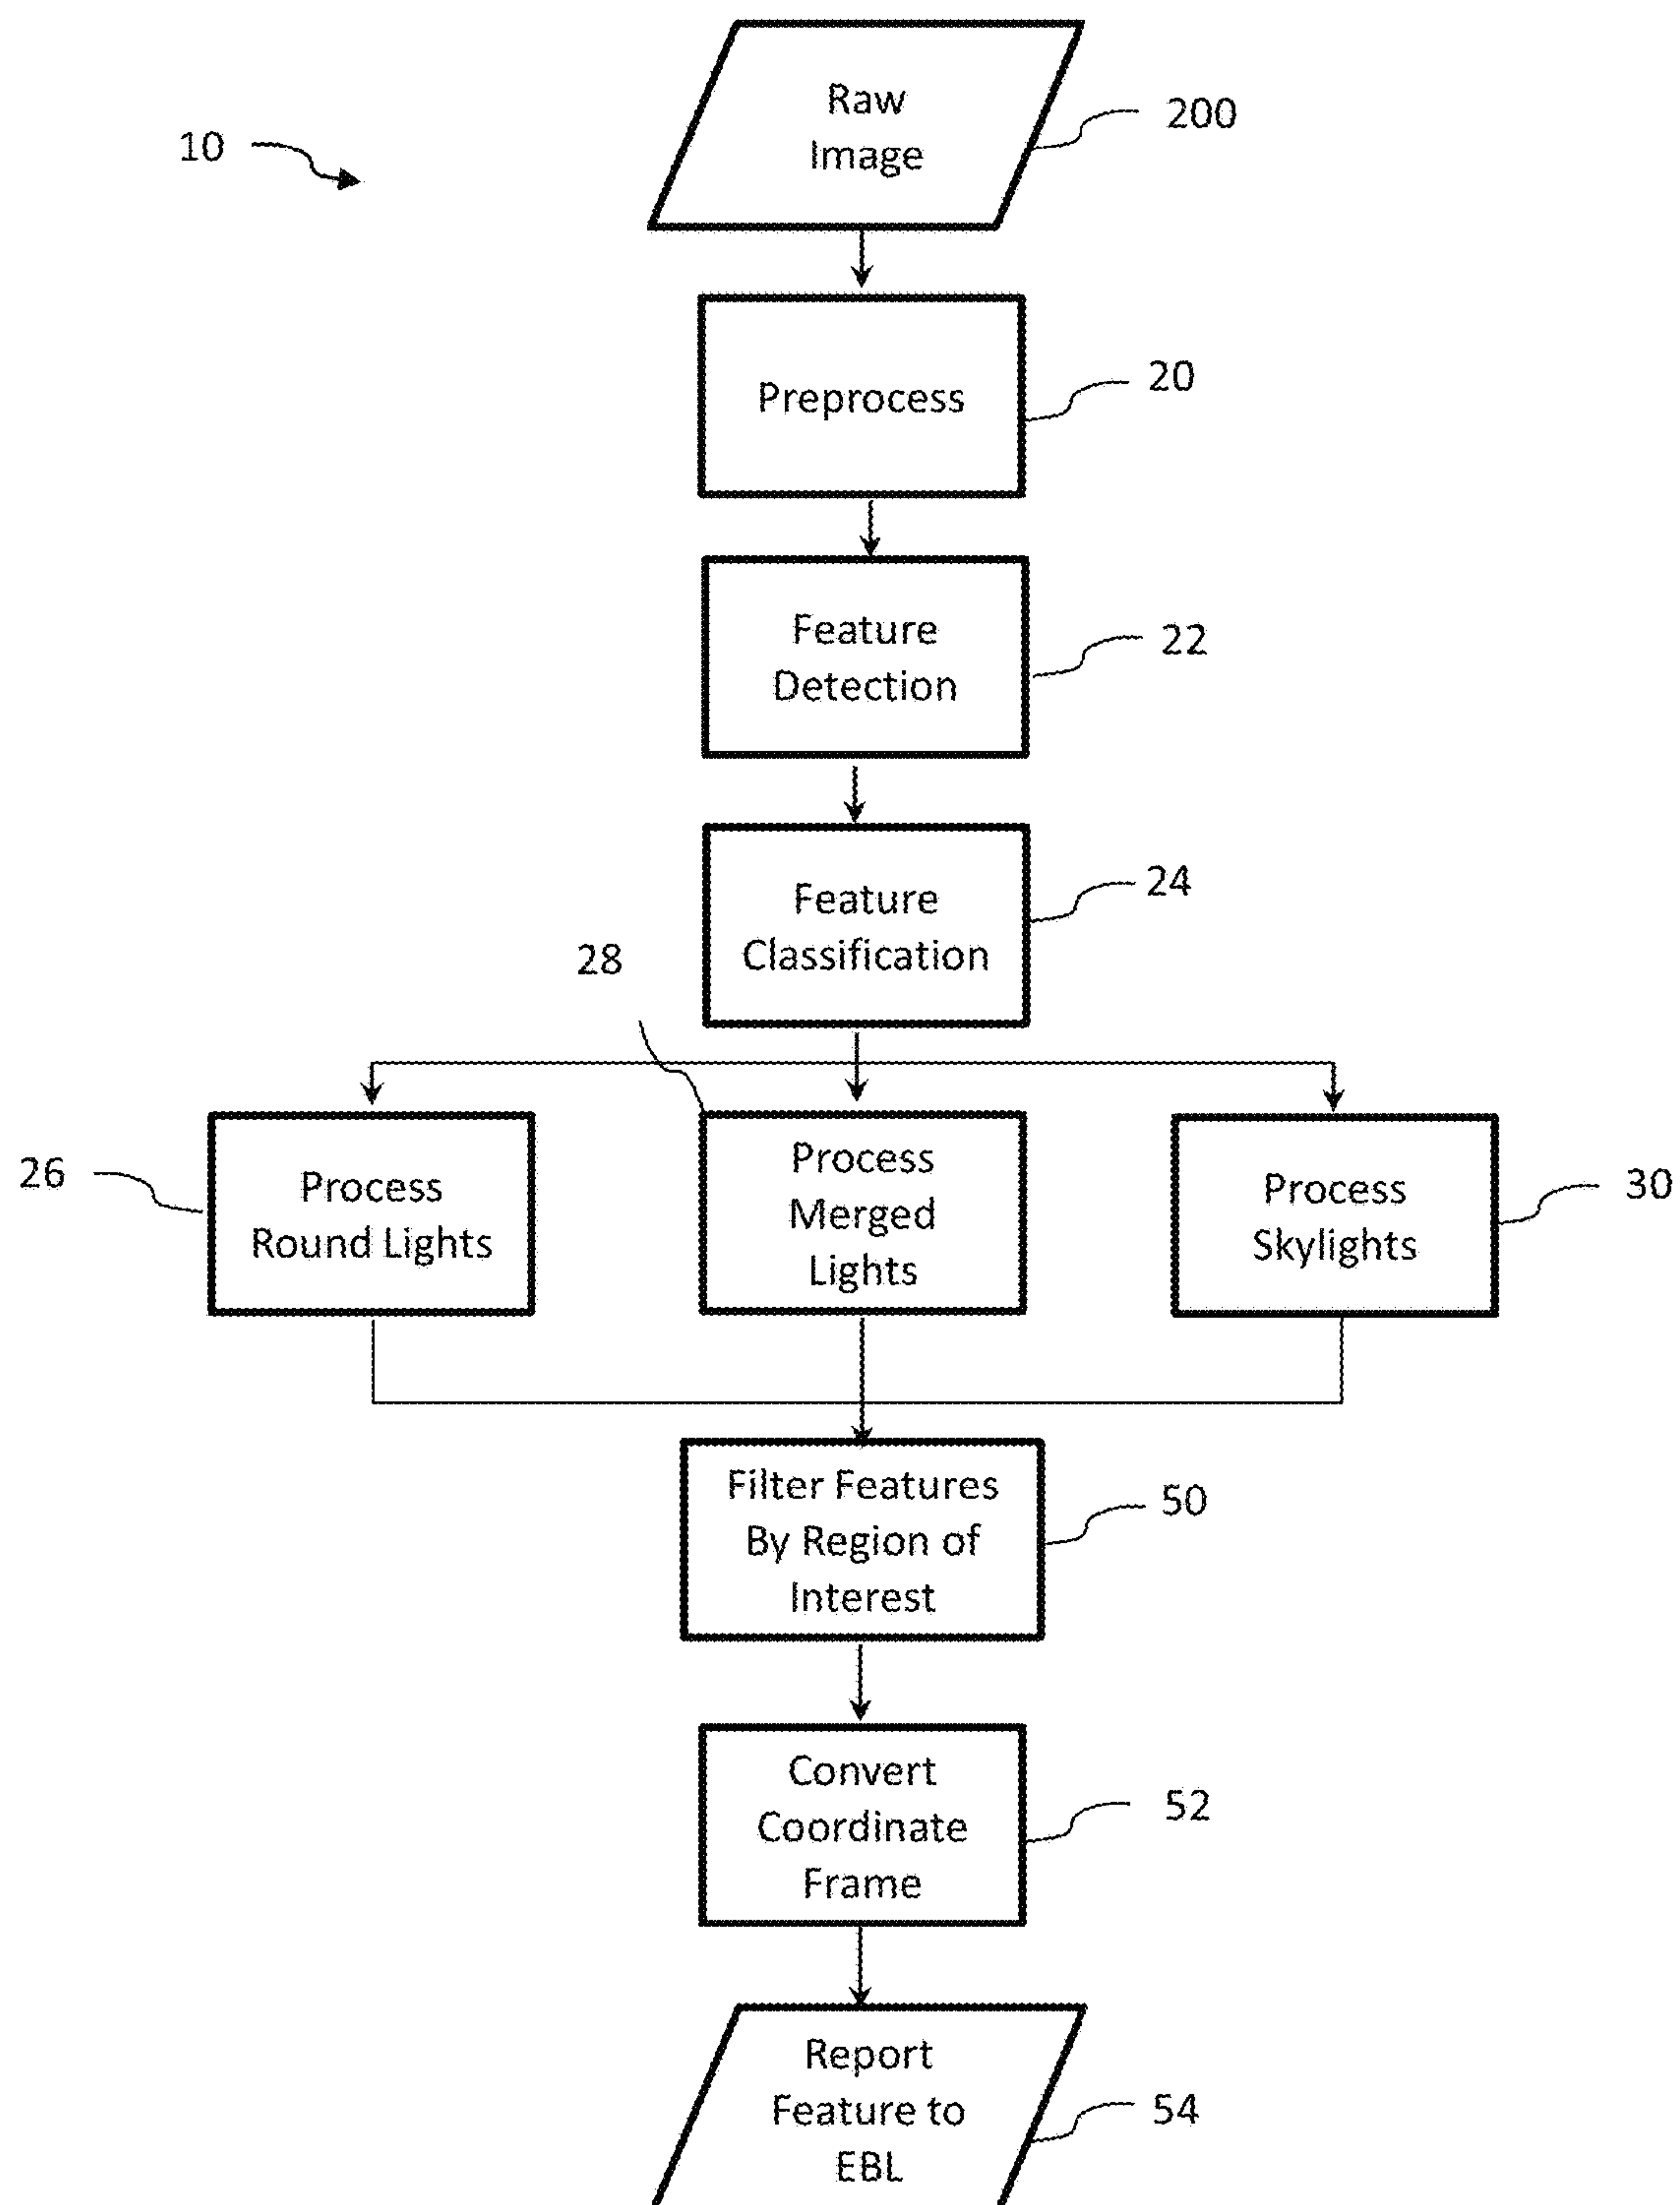 Raw
Image
200
10
Preprocess
20
Feature
Detection
22
Feature
Classification
24
28
26
Process
Round Lights
Process
Merged
Lights
Process
Skylights
30
Filter Features
By Region of
Interest
50
Convert
Coordinate
Frame
52
Report
Feature to
EBL
54